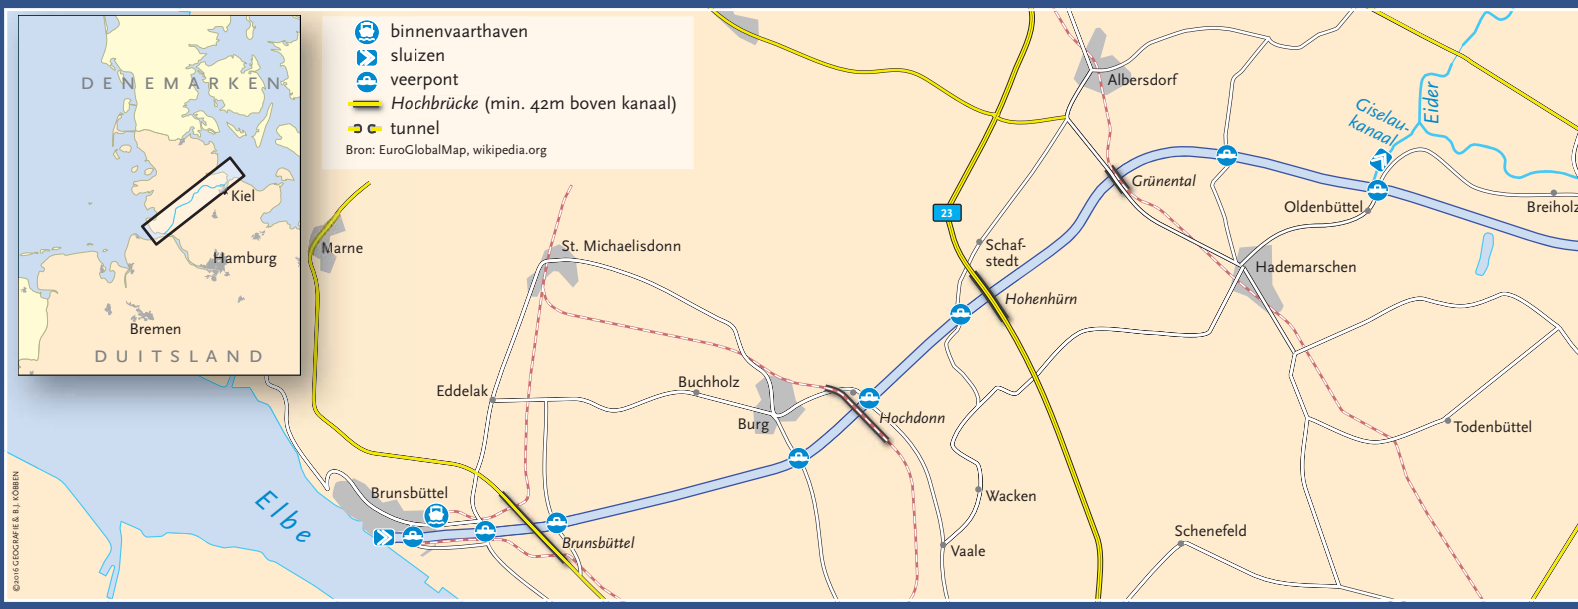 DENEMARKEN
Kiel
Hamburg
Bremen
DUITSLAND
binnenvaarthaven
sluizen
veerpont
Hochbrücke (min. 42m boven kanaal)
tunnel
Bron: EuroGlobalMap, wikipedia.org
Albersdorf
Giselau-
kanaal
Eider
Grünental
Oldenbüttel
Breiholz
23
Schaf-
stedt
Hademarschen
Hohenhürn
Marne
St. Michaelisdonn
Eddelak
Buchholz
Burg
Hochdonn
Todenbüttel
Wacken
Vaale
Schenefeld
Brunsbüttel
Brunsbüttel
Elbe
©2016 GEOGRAFIE & B.J. KÖBBEN